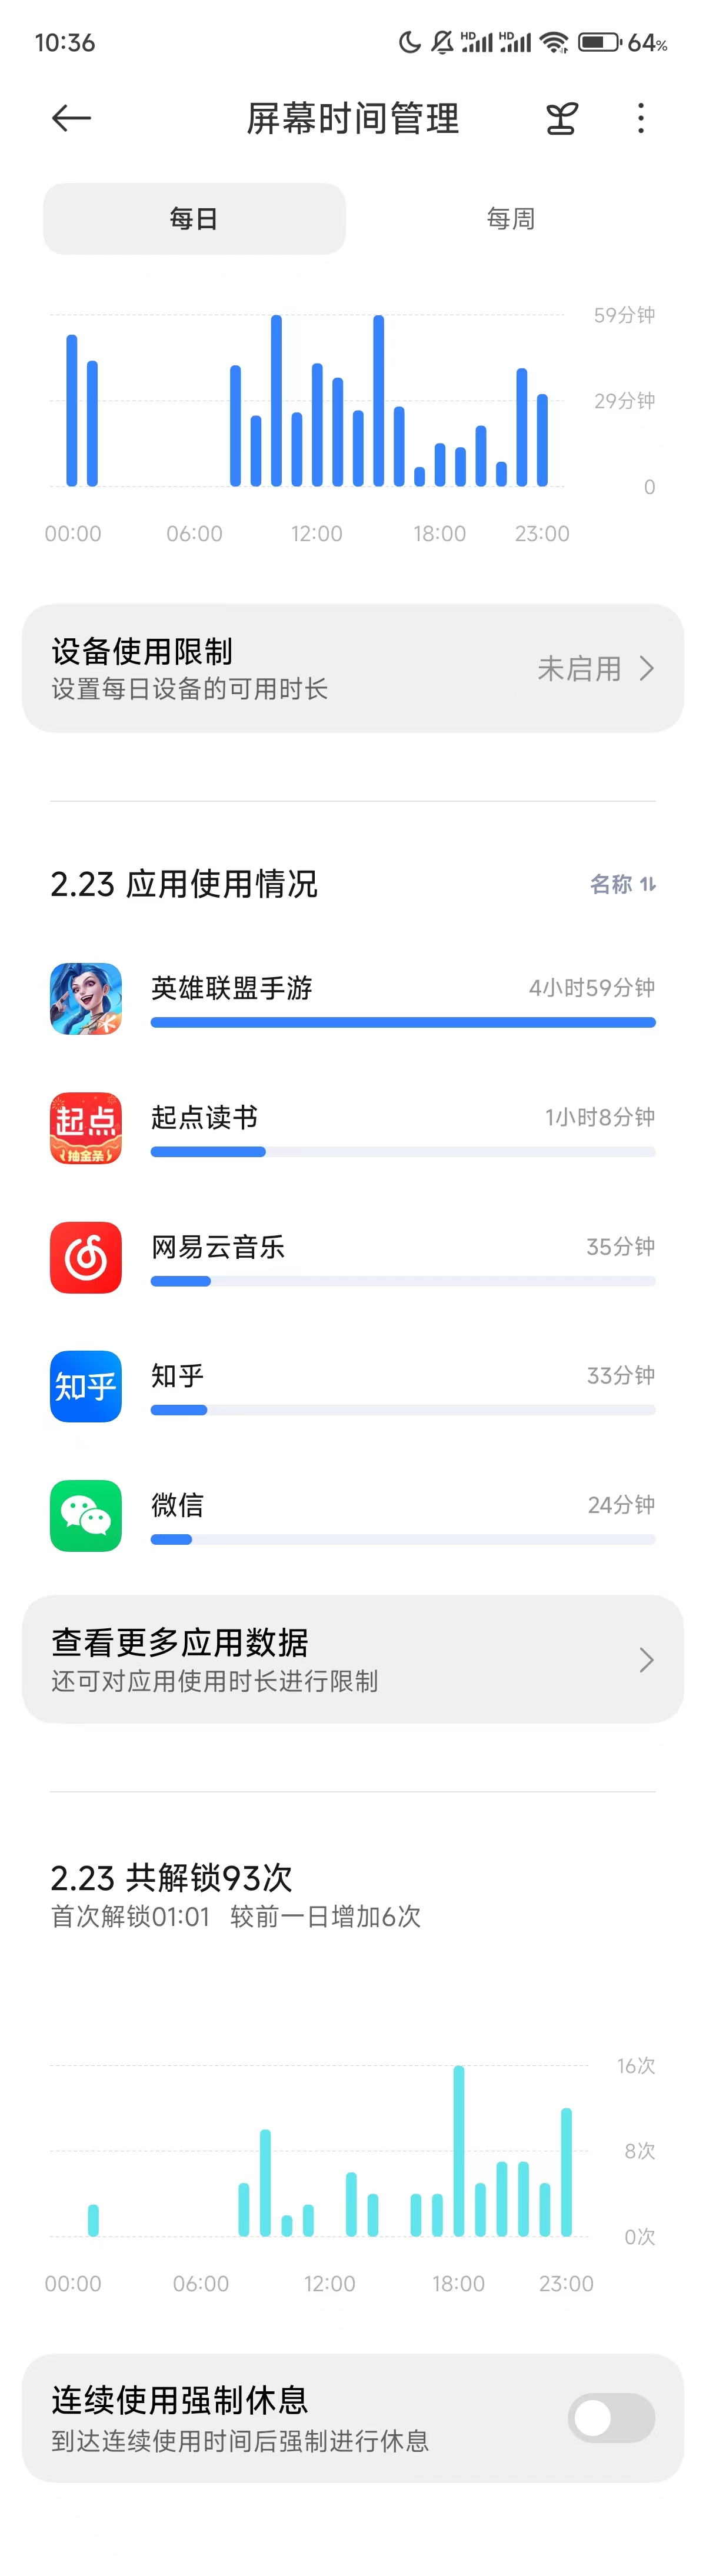 10:36
HD HD 64%
屏幕时间管理
每日 每周
59分钟
29分钟
0
00:00 06:00 12:00 18:00 23:00
设备使用限制
设置每日设备的可用时长
未启用
2.23 应用使用情况
名称
英雄联盟手游 4小时59分钟
起点
抽金条
起点读书 1小时8分钟
网易云音乐 35分钟
知乎
知乎 33分钟
微信 24分钟
查看更多应用数据
还可对应用使用时长进行限制
2.23 共解锁93次
首次解锁01:01 较前一日增加6次
16次
8次
0次
00:00 06:00 12:00 18:00 23:00
连续使用强制休息
到达连续使用时间后强制进行休息